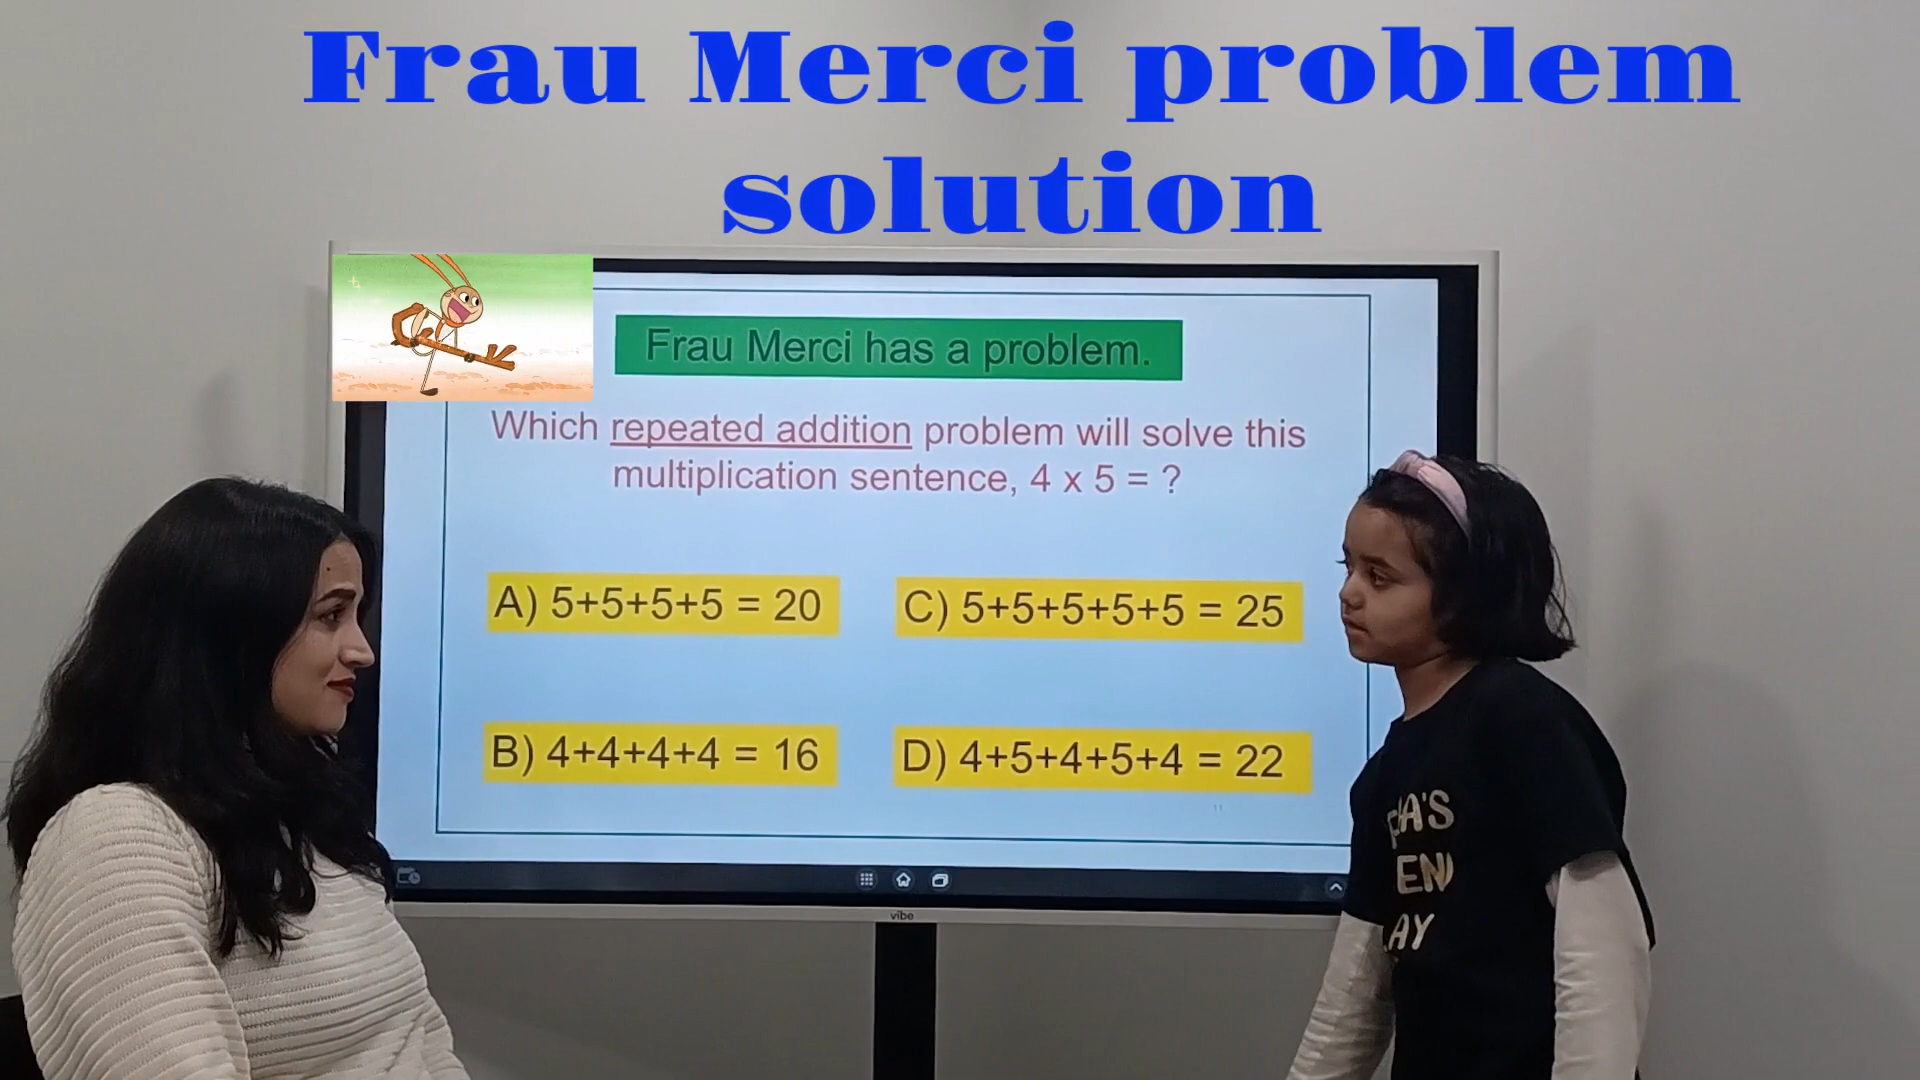 Frau Merci problem
solution
Frau Merci has a problem.
Which repeated addition problem will solve this
multiplication sentence, 4 x 5 = ?
A) 5+5+5+5 = 20
C) 5+5+5+5+5 = 25
B) 4+4+4+4 = 16
D) 4+5+4+5+4 = 22
vibe